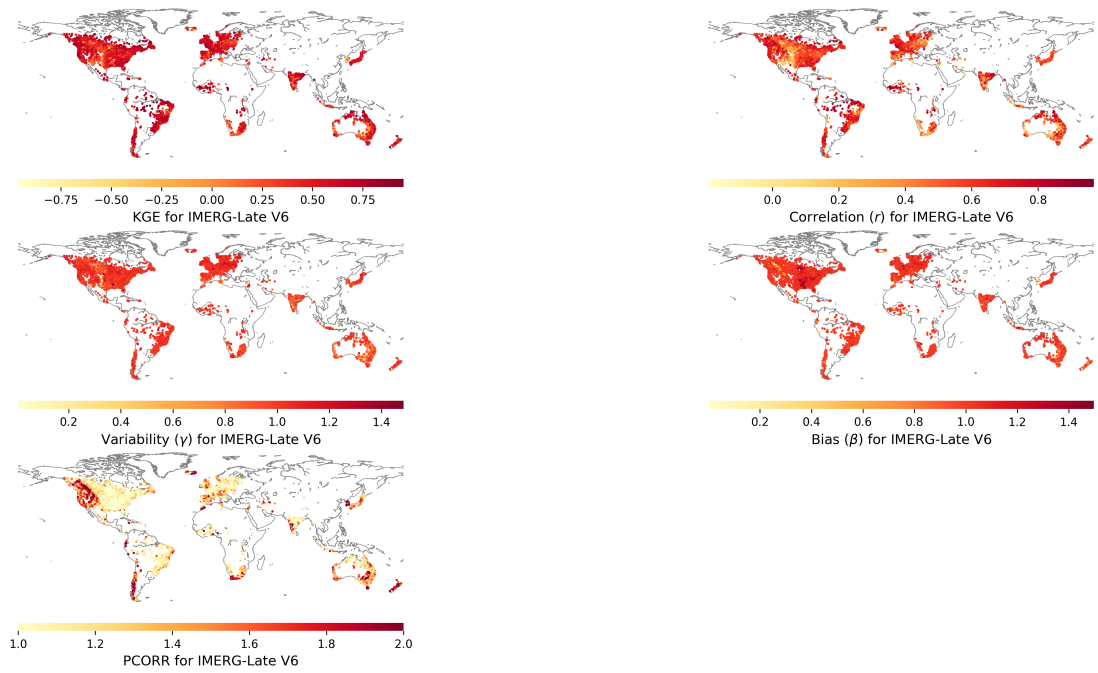 −0.75 −0.50 −0.25 0.00 0.25 0.50 0.75
KGE for IMERG-Late V6
0.0 0.2 0.4 0.6 0.8
Correlation (r) for IMERG-Late V6
0.2 0.4 0.6 0.8 1.0 1.2 1.4
Variability (γ) for IMERG-Late V6
0.2 0.4 0.6 0.8 1.0 1.2 1.4
Bias (β) for IMERG-Late V6
1.0 1.2 1.4 1.6 1.8 2.0
PCORR for IMERG-Late V6